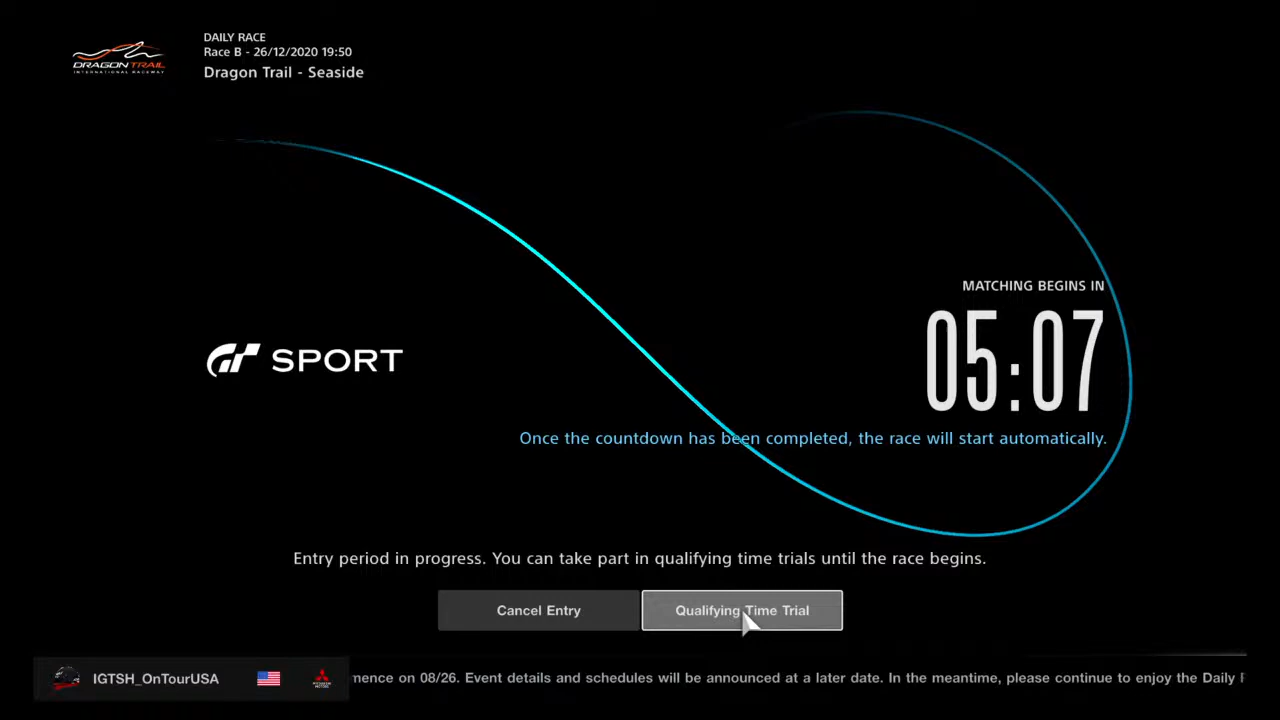 DAILY RACE
Race B - 26/12/2020 19:50
Dragon Trail - Seaside
DRAGON TRAIL
INTERNATIONAL RACEWAY
MATCHING BEGINS IN
05:07
GT SPORT
Once the countdown has been completed, the race will start automatically.
Entry period in progress. You can take part in qualifying time trials until the race begins.
Cancel Entry
Qualifying Time Trial
IGTSH_OnTourUSA
mence on 08/26. Event details and schedules will be announced at a later date. In the meantime, please continue to enjoy the Daily